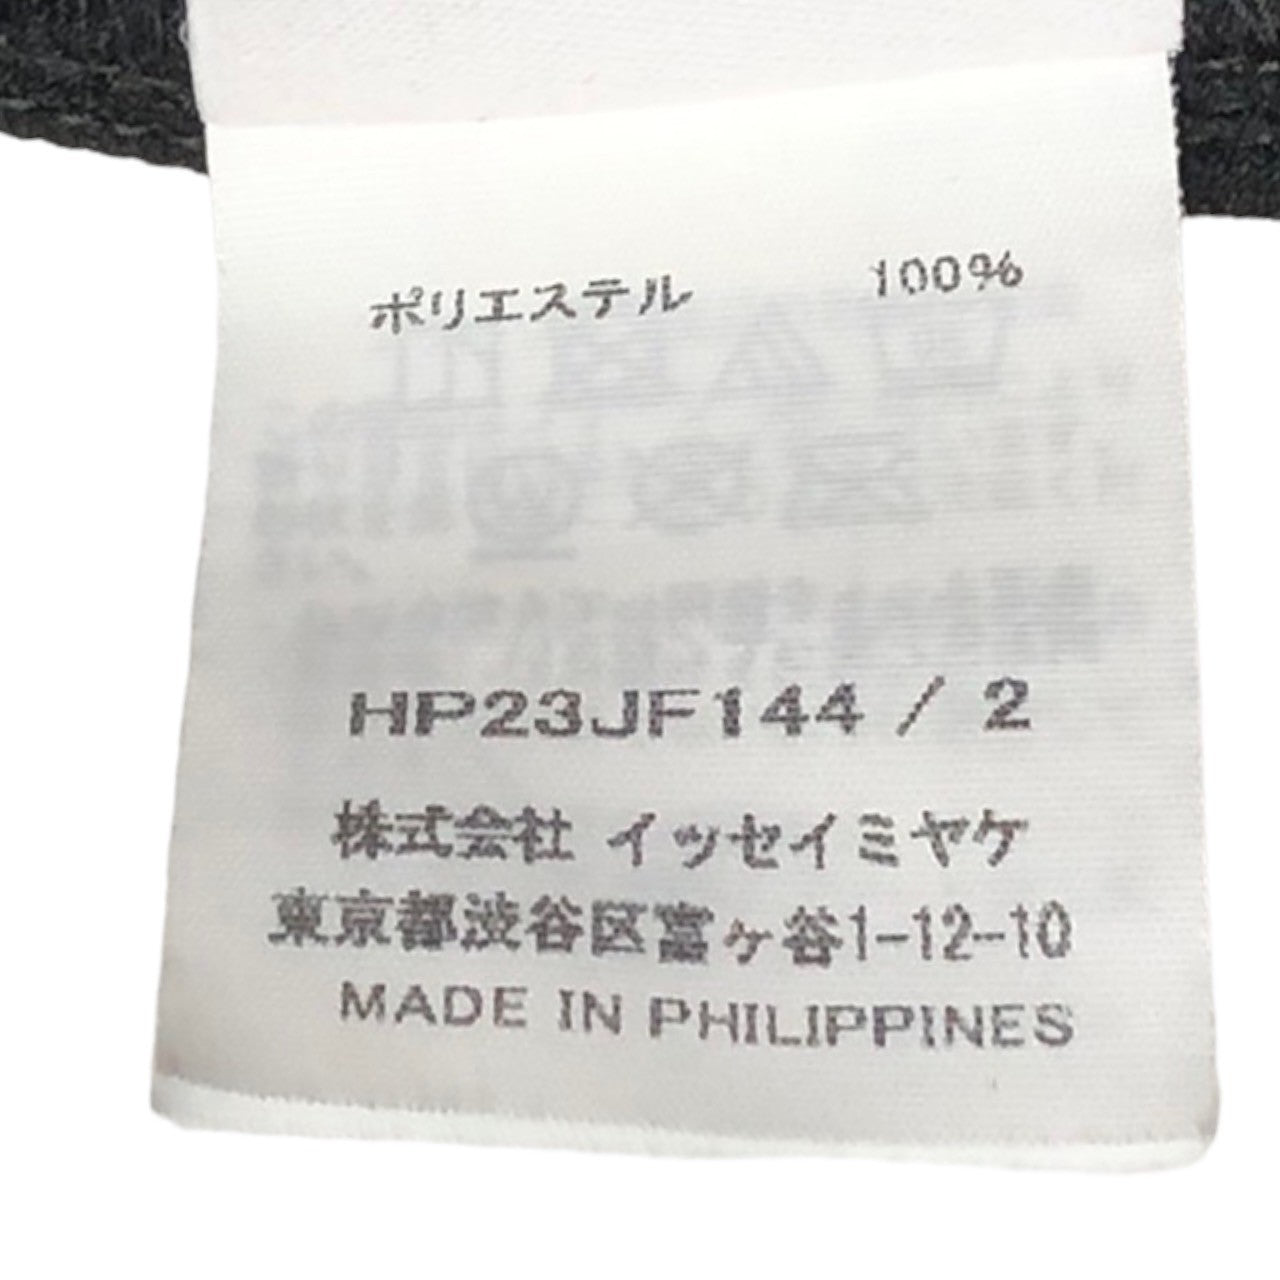 ポリエステル 100%
HP23JF144 / 2
株式会社 イッセイミヤケ
東京都渋谷区富ヶ谷1-12-10
MADE IN PHILIPPINES